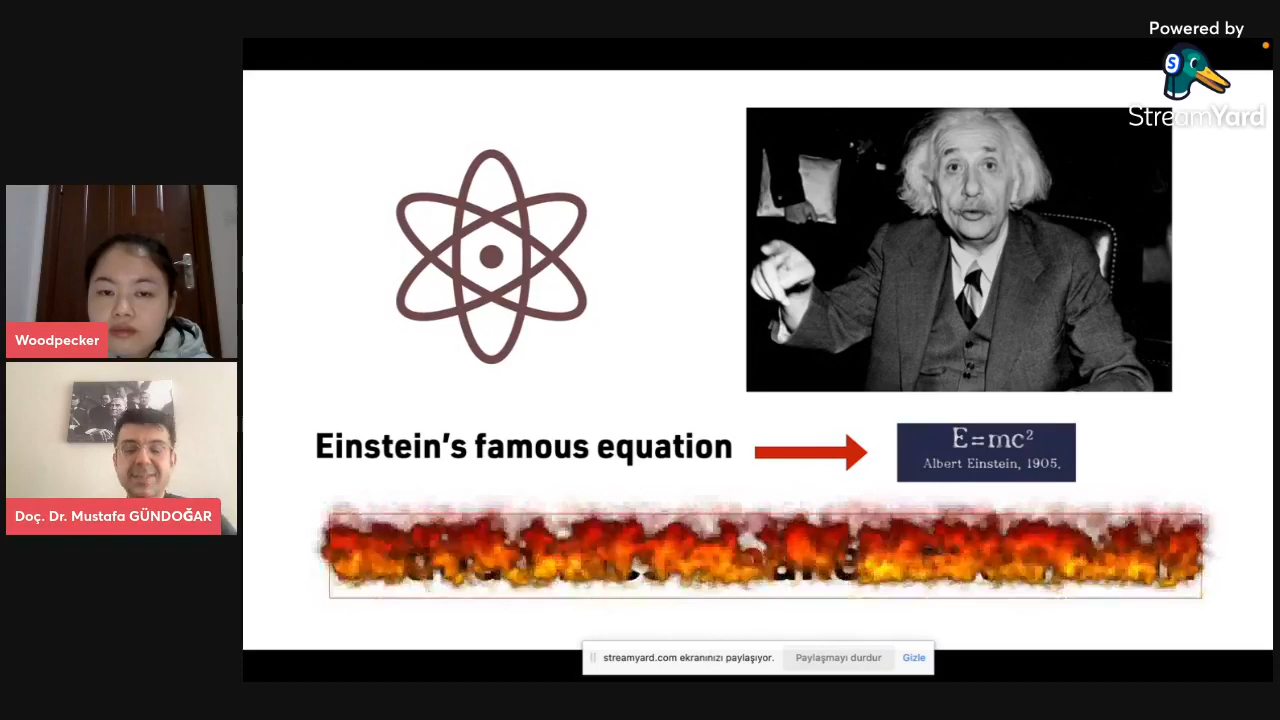 Powered by
StreamYard
Woodpecker
Doç. Dr. Mustafa GÜNDOĞAR
Einstein's famous equation
E=mc²
Albert Einstein, 1905.
streamyard.com ekranınızı paylaşıyor.
Paylaşmayı durdur
Gizle